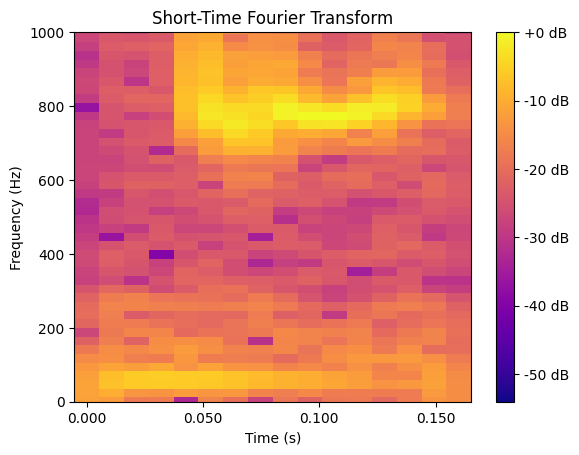 Short-Time Fourier Transform
1000
800
600
400
200
0
Frequency (Hz)
0.000
0.050
0.100
0.150
Time (s)
+0 dB
-10 dB
-20 dB
-30 dB
-40 dB
-50 dB